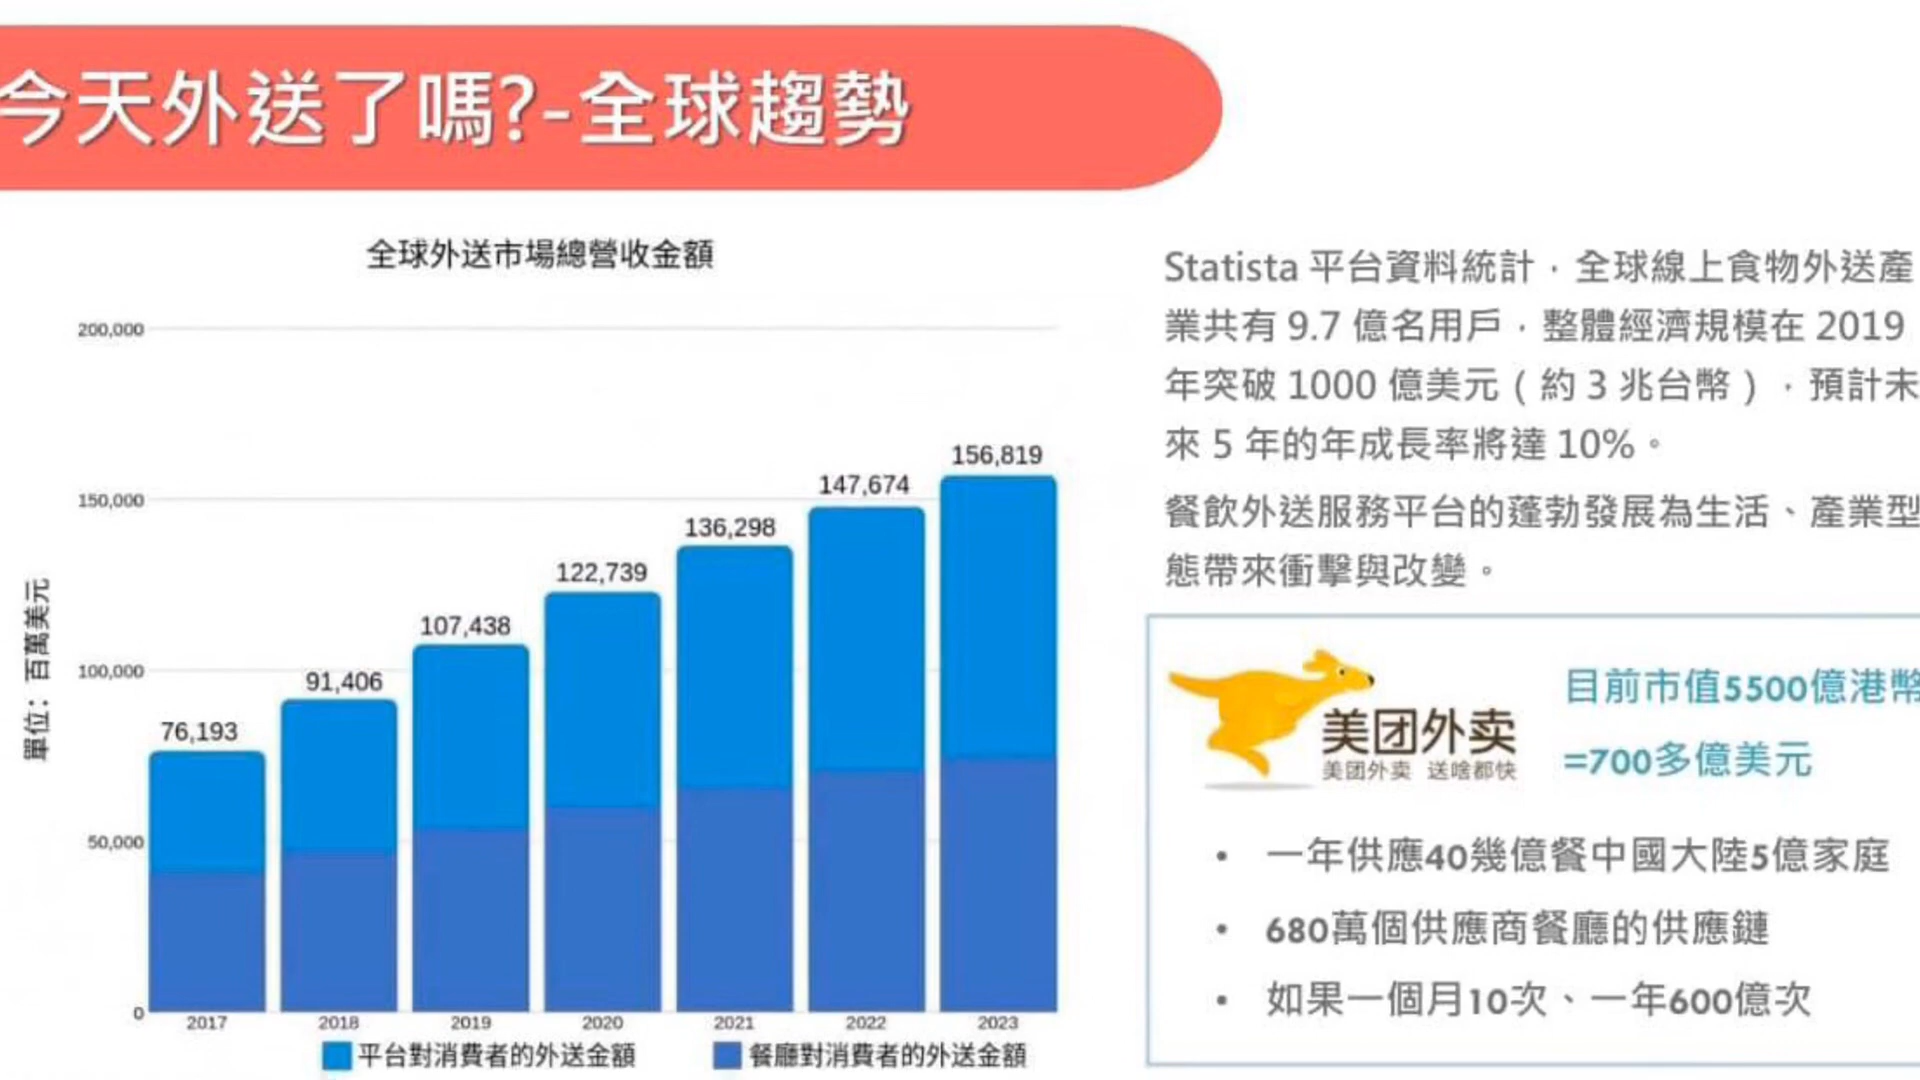 今天外送了嗎?-全球趨勢
全球外送市場總營收金額
單位：百萬美元
200,000
150,000
100,000
50,000
0
76,193
91,406
107,438
122,739
136,298
147,674
156,819
2017
2018
2019
2020
2021
2022
2023
平台對消費者的外送金額
餐廳對消費者的外送金額
Statista 平台資料統計，全球線上食物外送產
業共有 9.7 億名用戶，整體經濟規模在 2019
年突破 1000 億美元（約 3 兆台幣），預計未
來 5 年的年成長率將達 10%。
餐飲外送服務平台的蓬勃發展為生活、產業型
態帶來衝擊與改變。
美团外卖
美团外卖 送啥都快
目前市值5500億港幣
=700多億美元
• 一年供應40幾億餐中國大陸5億家庭
• 680萬個供應商餐廳的供應鏈
• 如果一個月10次、一年600億次